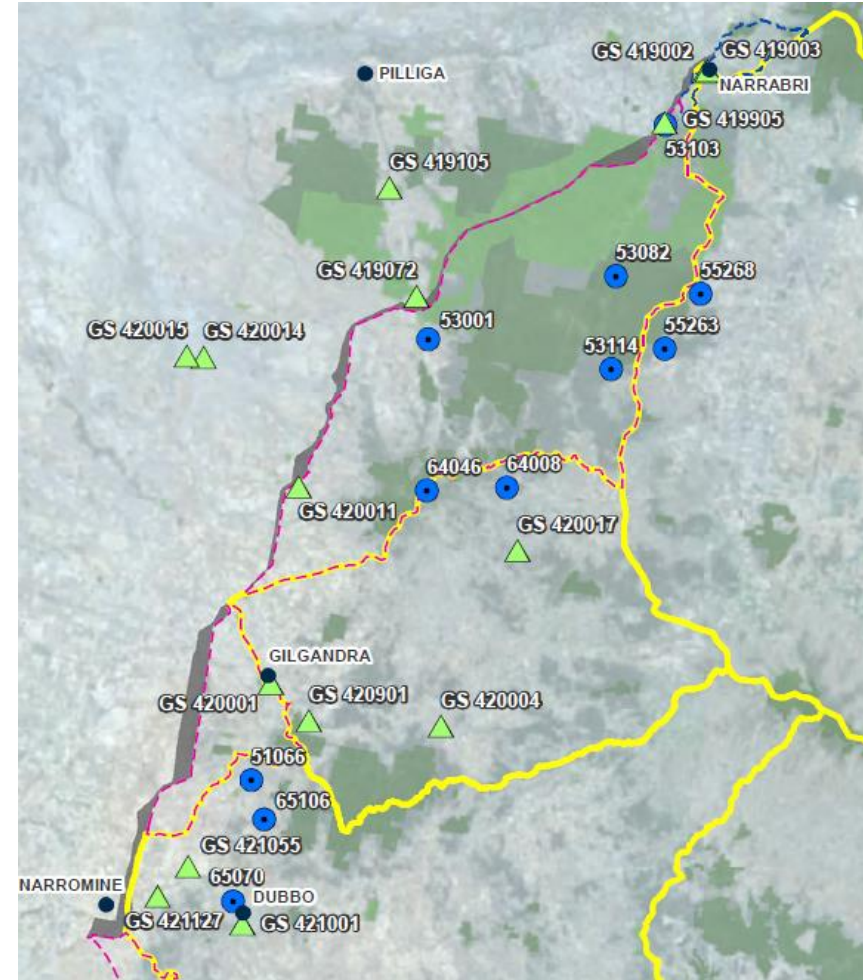 GS 419002
GS 419003
PILLIGA
NARRABRI
GS 419905
53103
GS 419105
53082
GS 419072
55268
53001
GS 420015
GS 420014
53114
55263
64046
64008
GS 420011
GS 420017
GILGANDRA
GS 420001
GS 420901
GS 420004
51066
65106
GS 421055
NARROMINE
65070
DUBBO
GS 421127
GS 421001